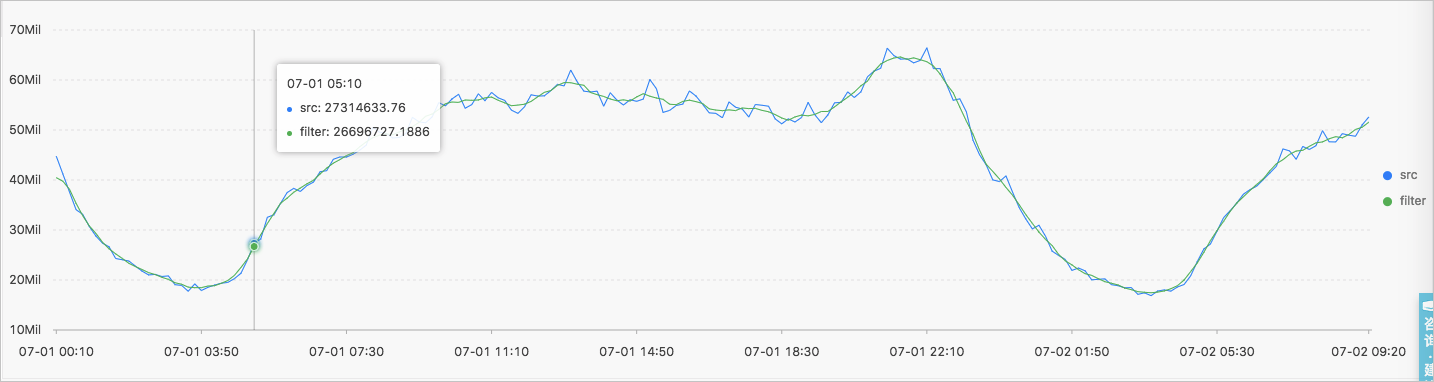 70Mil
60Mil
50Mil
40Mil
30Mil
20Mil
10Mil
07-01 05:10
src: 27314633.76
filter: 26696727.1886
src
filter
07-01 00:10
07-01 03:50
07-01 07:30
07-01 11:10
07-01 14:50
07-01 18:30
07-01 22:10
07-02 01:50
07-02 05:30
07-02 09:20
咨询·建